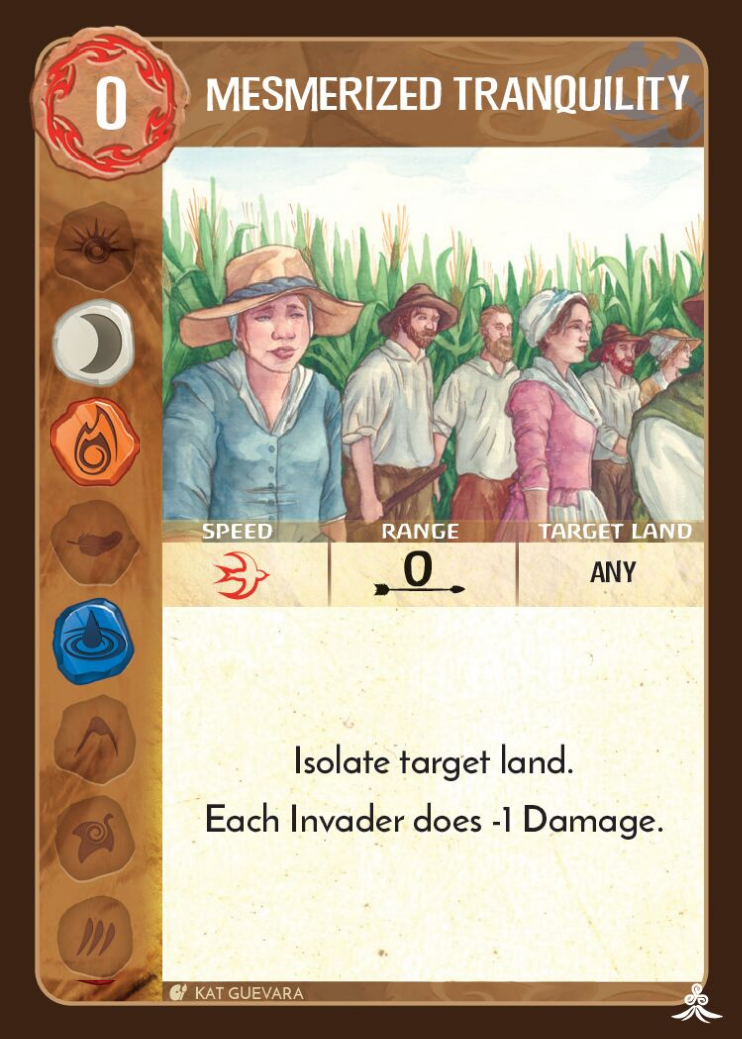 0
MESMERIZED TRANQUILITY
SPEED
RANGE
TARGET LAND
0
ANY
Isolate target land.
Each Invader does -1 Damage.
KAT GUEVARA